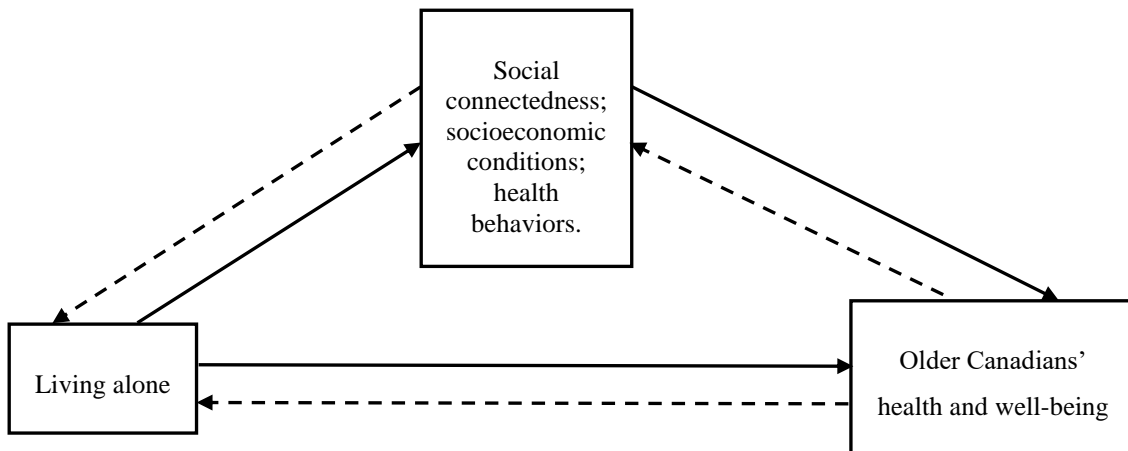 Social
connectedness;
socioeconomic
conditions;
health
behaviors.
Living alone
Older Canadians’
health and well-being